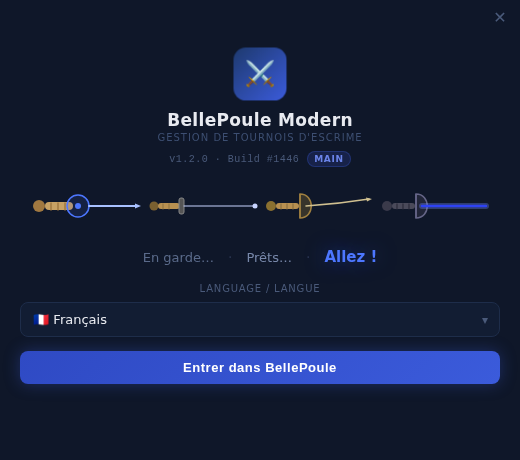 BellePoule Modern
GESTION DE TOURNOIS D'ESCRIME
v1.2.0 · Build #1446 MAIN
En garde... · Prêts... · Allez !
LANGUAGE / LANGUE
Français
Entrer dans BellePoule